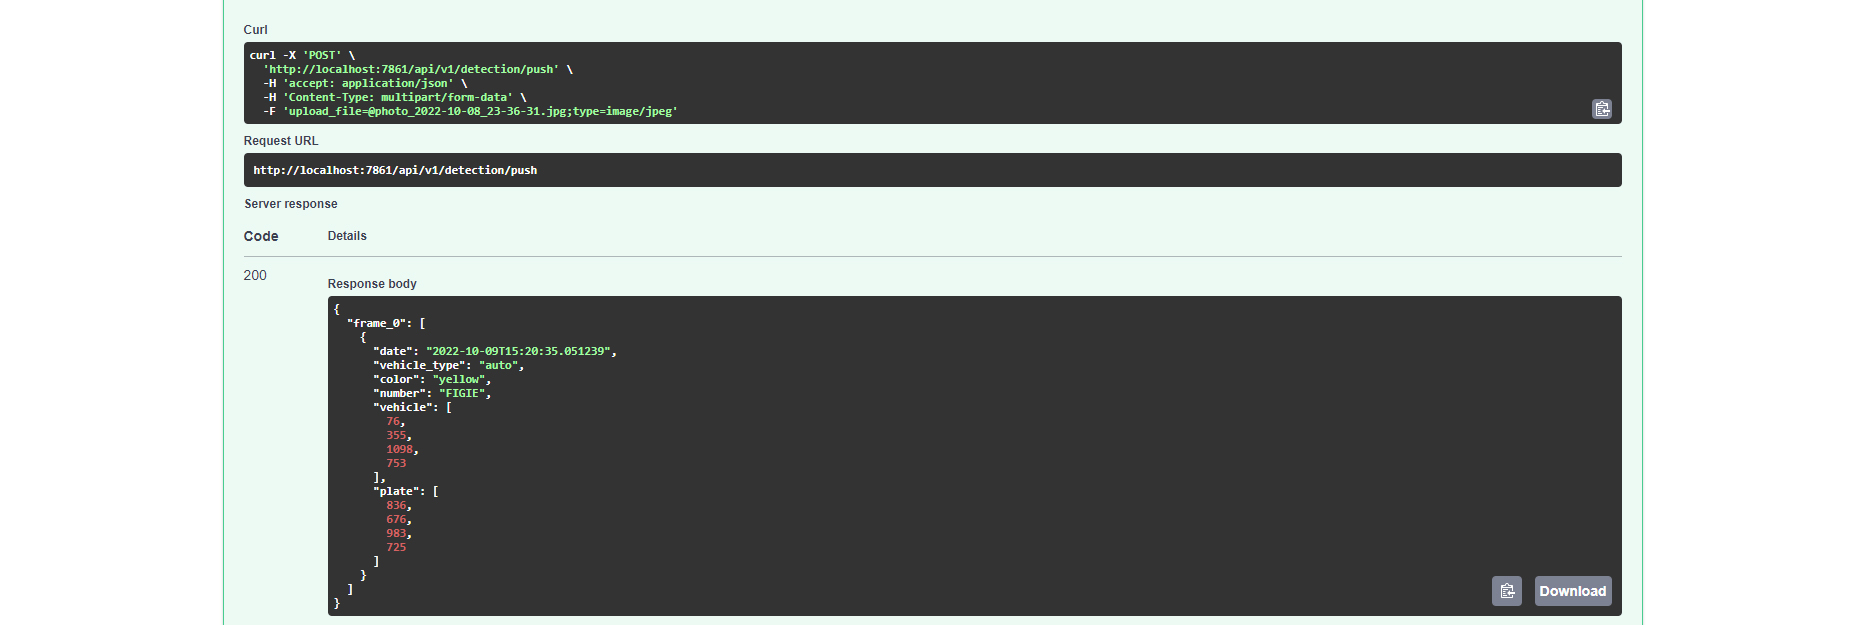 Curl
curl -X 'POST' \
  'http://localhost:7861/api/v1/detection/push' \
  -H 'accept: application/json' \
  -H 'Content-Type: multipart/form-data' \
  -F 'upload_file=@photo_2022-10-08_23-36-31.jpg;type=image/jpeg'
Request URL
http://localhost:7861/api/v1/detection/push
Server response
Code Details
200
Response body
{
  "frame_0": [
    {
      "date": "2022-10-09T15:20:35.051239",
      "vehicle_type": "auto",
      "color": "yellow",
      "number": "FIGIE",
      "vehicle": [
        76,
        355,
        1098,
        753
      ],
      "plate": [
        836,
        676,
        983,
        725
      ]
    }
  ]
}
Download